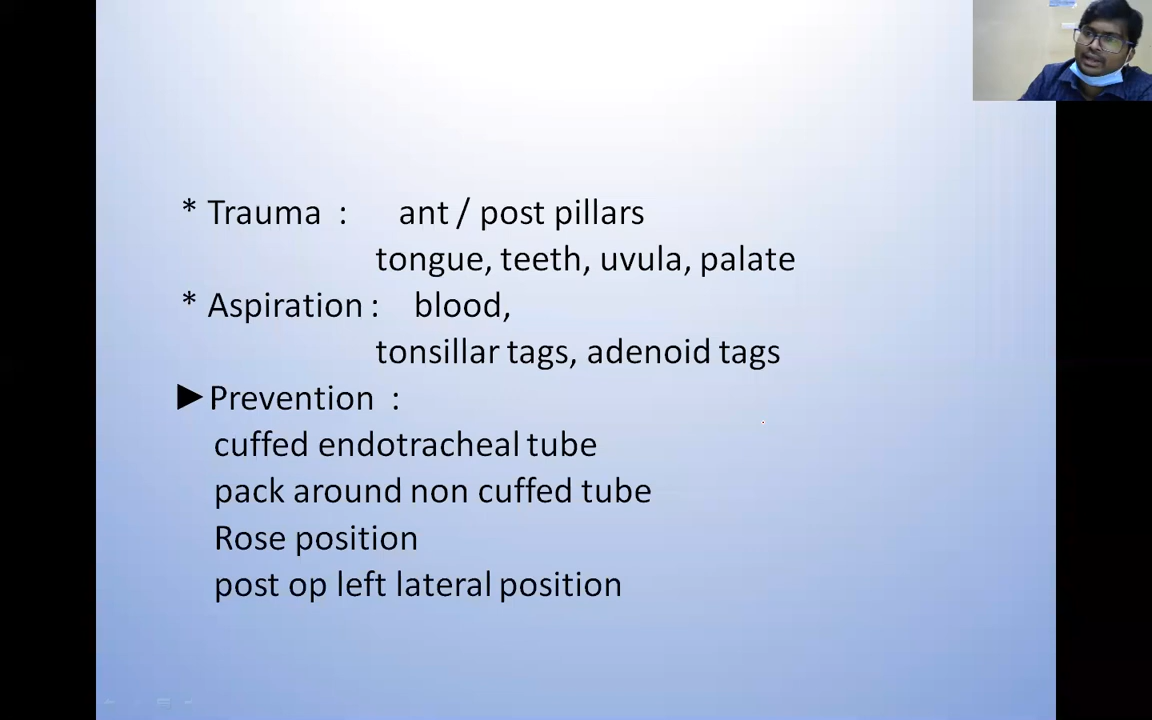 * Trauma : ant / post pillars
tongue, teeth, uvula, palate
* Aspiration : blood,
tonsillar tags, adenoid tags
►Prevention :
cuffed endotracheal tube
pack around non cuffed tube
Rose position
post op left lateral position